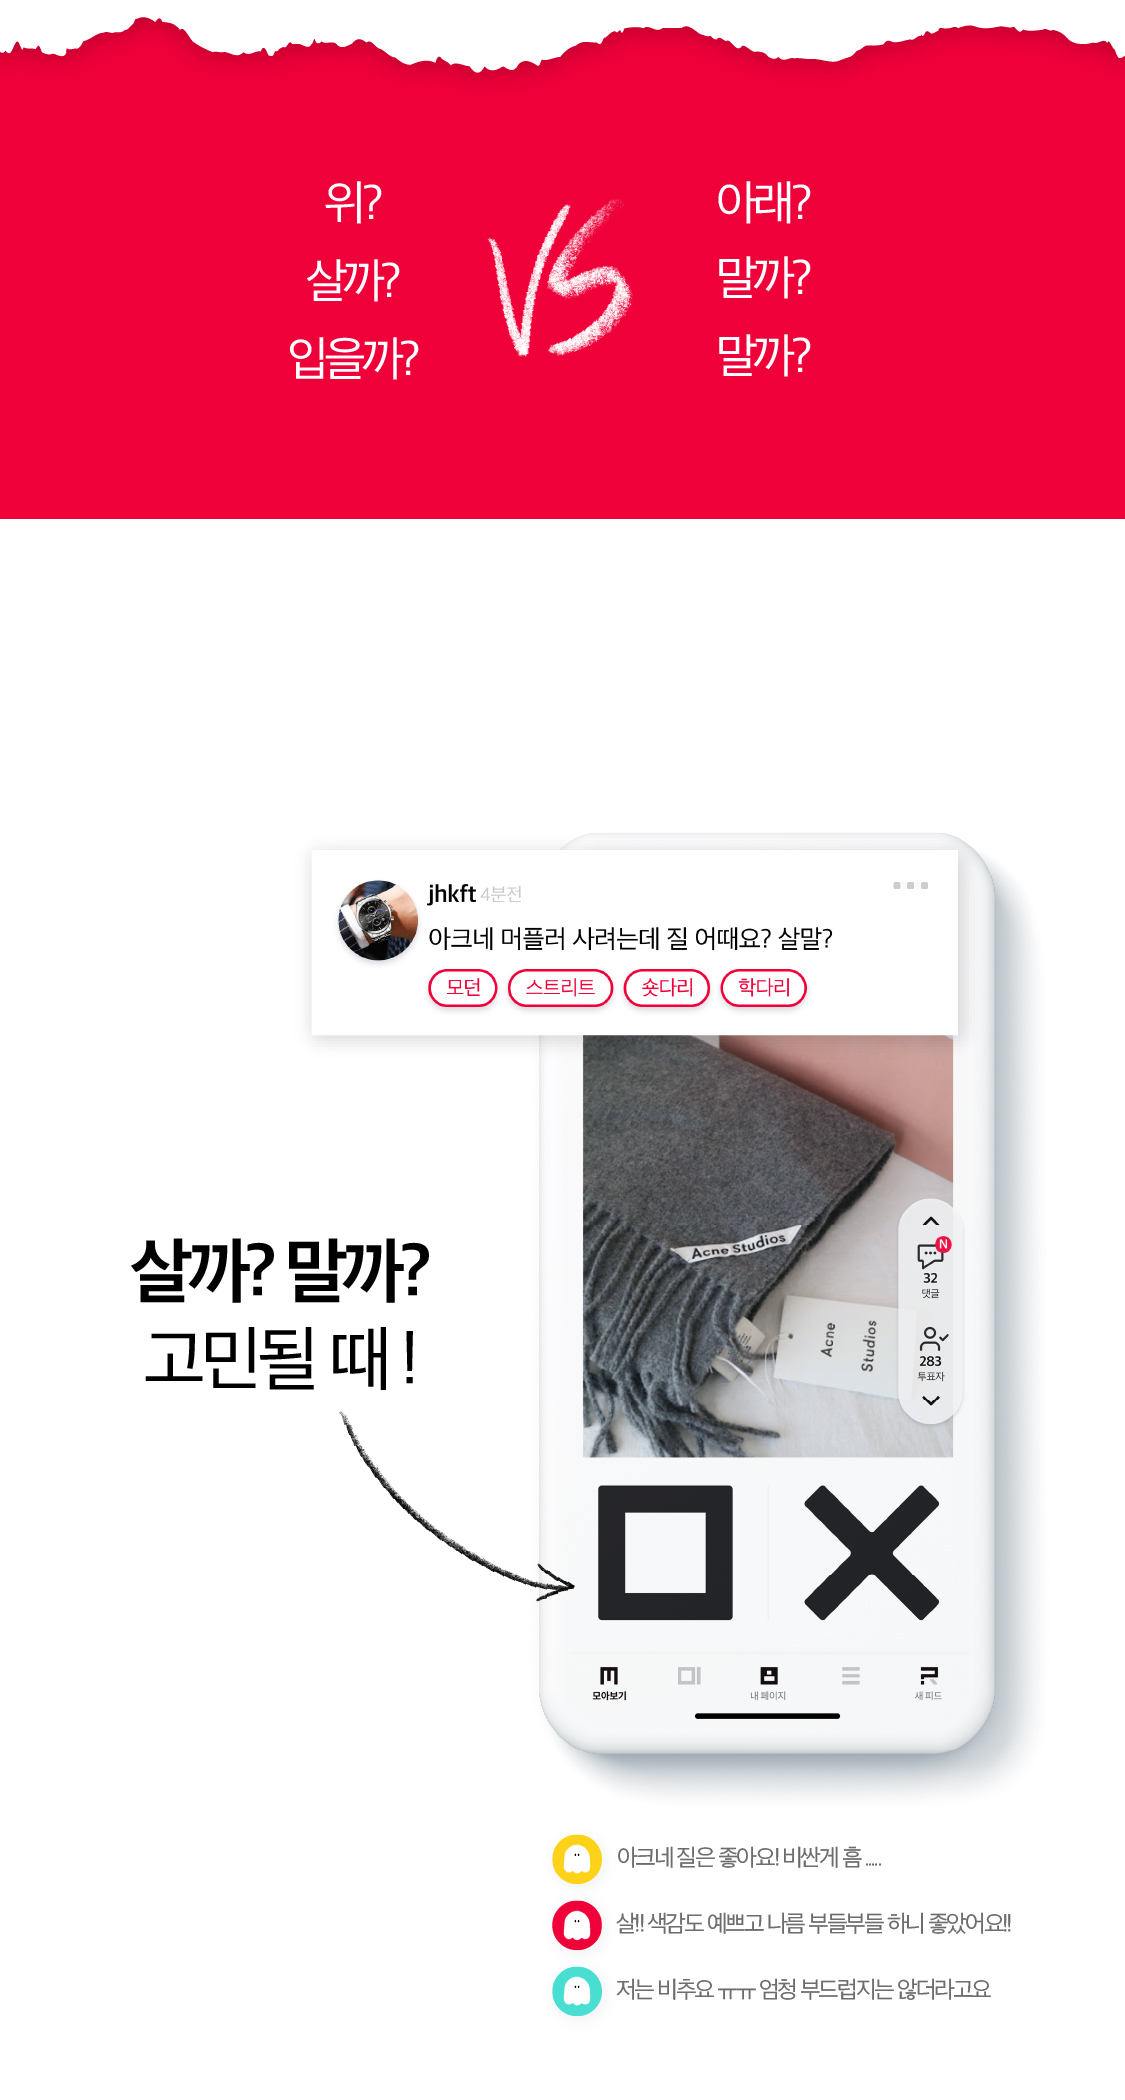 위?
살까?
입을까?
VS
아래?
말까?
말까?
jhkft 4분전
아크네 머플러 사려는데 질 어때요? 살말?
모던 스트리트 숏다리 학다리
Acne Studios
Acne
Studios
N
32
댓글
283
투표자
살까? 말까?
고민될 때 !
모아보기
내 페이지
새 피드
아크네 질은 좋아요! 비싼게 흠 .....
살!! 색감도 예쁘고 나름 부들부들 하니 좋았어요!!
저는 비추요 ㅠㅠ 엄청 부드럽지는 않더라고요